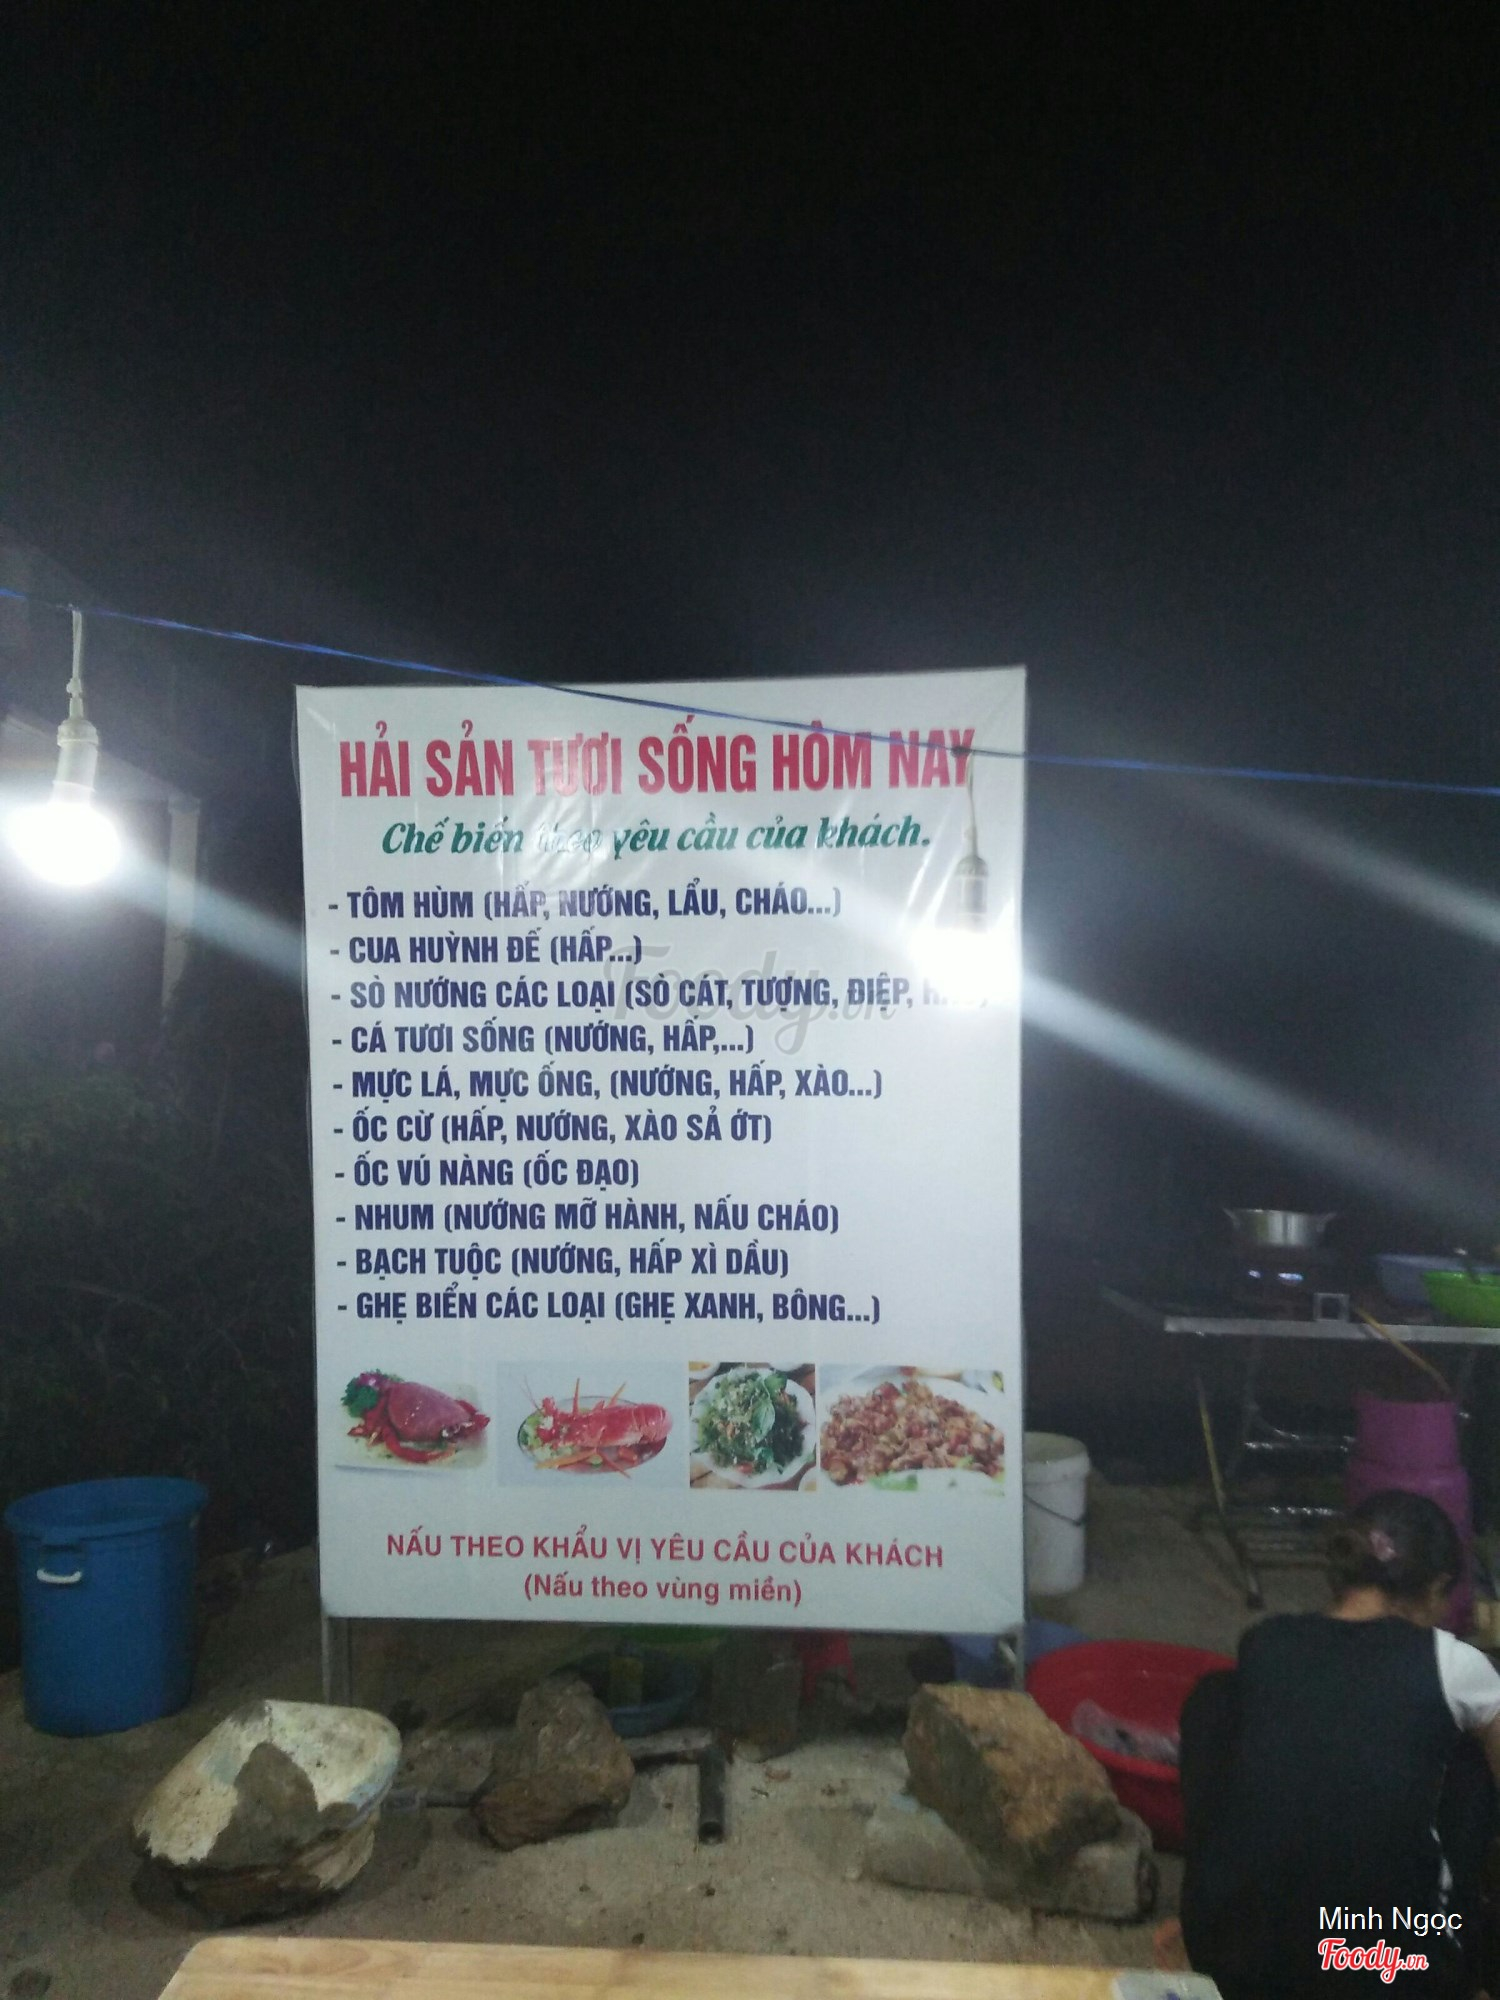 HẢI SẢN TƯƠI SỐNG HÔM NAY
Chế biến theo yêu cầu của khách.
- TÔM HÙM (HẤP, NƯỚNG, LẨU, CHÁO...)
- CUA HUỲNH ĐẾ (HẤP...)
- SÒ NƯỚNG CÁC LOẠI (SÒ CÁT, TƯỢNG, ĐIỆP,
- CÁ TƯƠI SỐNG (NƯỚNG, HẤP,...)
- MỰC LÁ, MỰC ỐNG, (NƯỚNG, HẤP, XÀO...)
- ỐC CỪ (HẤP, NƯỚNG, XÀO SẢ ỚT)
- ỐC VÚ NÀNG (ỐC ĐẠO)
- NHUM (NƯỚNG MỠ HÀNH, NẤU CHÁO)
- BẠCH TUỘC (NƯỚNG, HẤP XÌ DẦU)
- GHẸ BIỂN CÁC LOẠI (GHẸ XANH, BÔNG...)
NẤU THEO KHẨU VỊ YÊU CẦU CỦA KHÁCH
(Nấu theo vùng miền)
Foody.vn
Minh Ngọc
Foody.vn